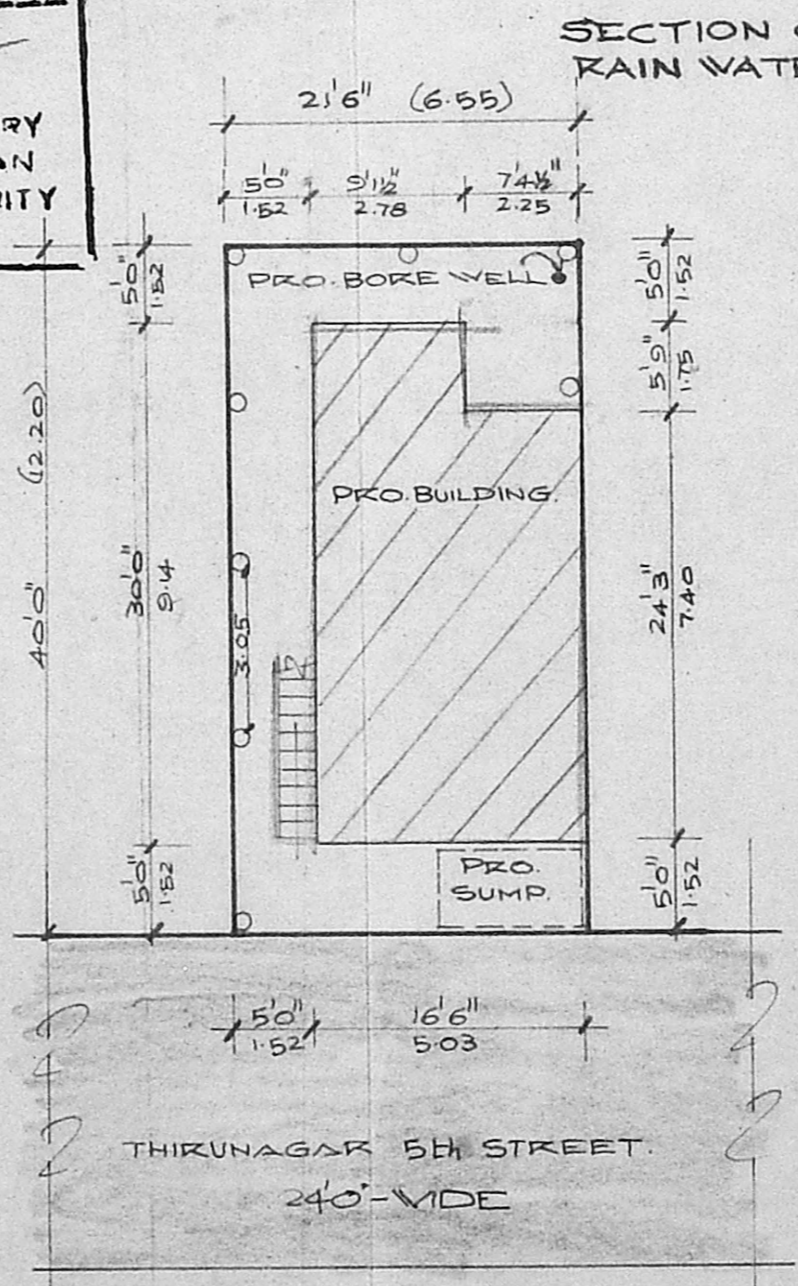 SECTION
RAIN WATE
RY
ON
ITY
21'6" (6.55)
5'0" 9'1½" 7'4½"
1.52 2.78 2.25
PRO. BORE WELL
5'0"
1.52
5'0"
1.52
5'9"
1.75
40'0" (12.20)
30'0"
9.14
PRO. BUILDING.
24'3"
7.40
3.05
5'0"
1.52
PRO.
SUMP.
5'0"
1.52
5'0" 16'6"
1.52 5.03
THIRUNAGAR 5th STREET.
24'0"-WIDE